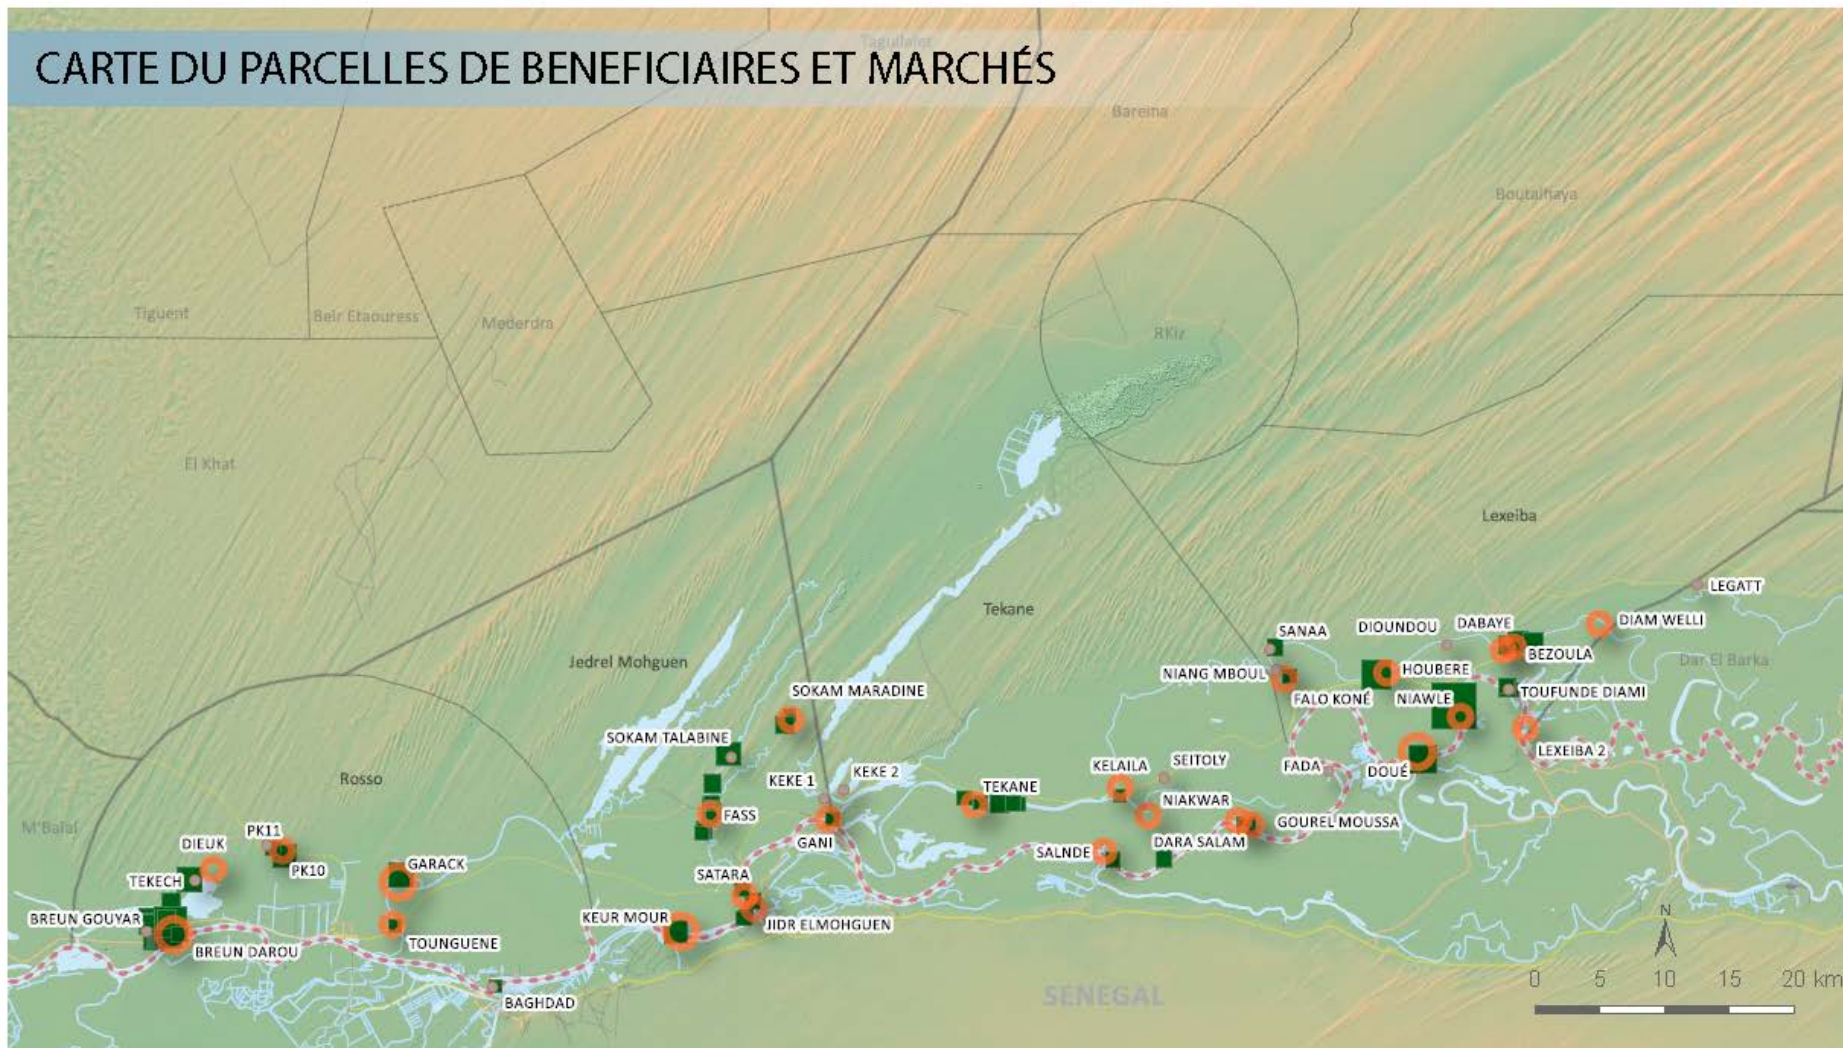 CARTE DU PARCELLES DE BENEFICIAIRES ET MARCHÉS
Taguilalet
Bareina
Boutalhaya
Tiguent
Beir Etaouress
Mederdra
RKiz
El Khat
Lexeiba
LEGATT
Tekane
SANAA
DIOUNDOU
DABAYE
DIAM WELLI
BEZOULA
Jedrel Mohguen
Dar El Barka
NIANG MBOUL
HOUBERE
SOKAM MARADINE
FALO KONÉ
NIAWLE
TOUFUNDE DIAMI
SOKAM TALABINE
LEXEIBA 2
Rosso
KEKE 1
KEKE 2
KELAILA
SEITOLY
FADA
DOUÉ
TEKANE
NIAKWAR
FASS
M'Balal
PK11
DIEUK
GANI
GOUREL MOUSSA
DARA SALAM
SALNDE
PK10
GARACK
TEKECH
SATARA
BREUN GOUYAR
KEUR MOUR
JIDR ELMOHGUEN
TOUNGUENE
BREUN DAROU
N
BAGHDAD
SENEGAL
0 5 10 15 20 km